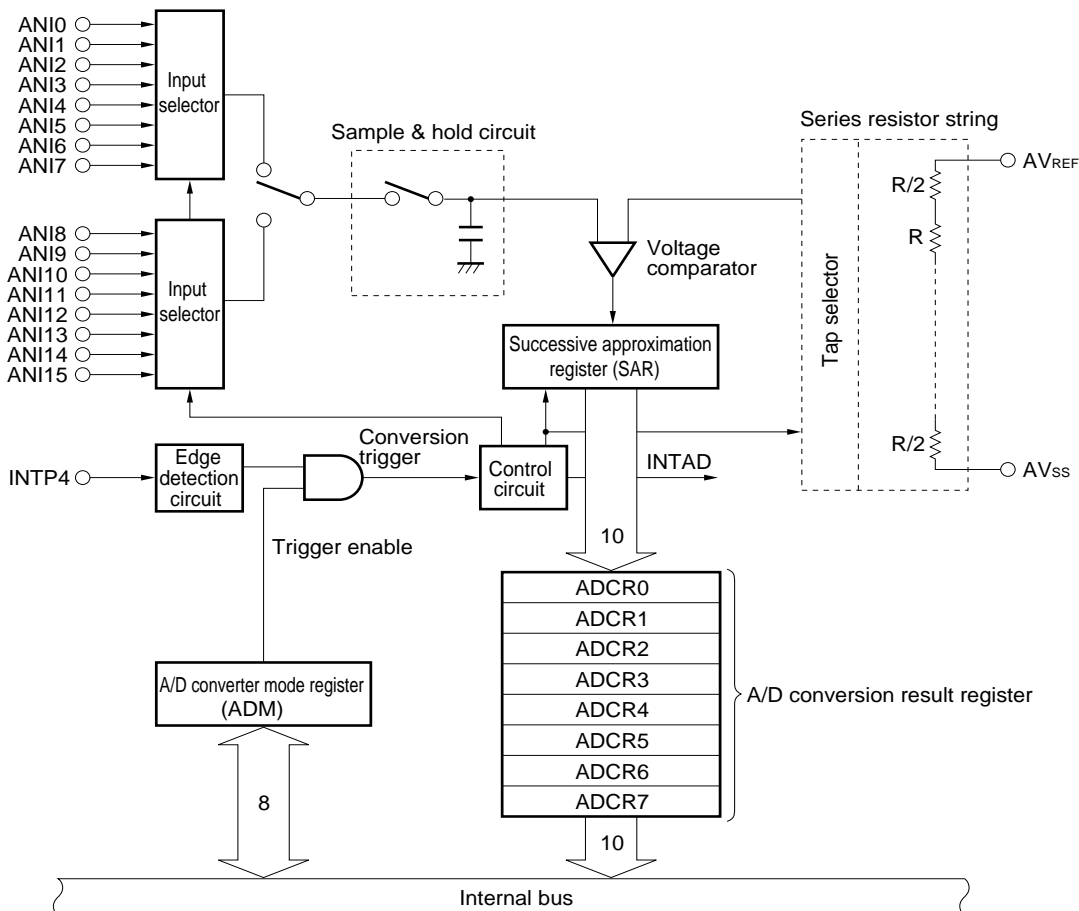 ANI0
ANI1
ANI2
ANI3
ANI4
ANI5
ANI6
ANI7
Input
selector
Sample & hold circuit
Series resistor string
AVREF
R/2
R
ANI8
ANI9
ANI10
ANI11
ANI12
ANI13
ANI14
ANI15
Input
selector
Voltage
comparator
Tap selector
Successive approximation
register (SAR)
R/2
AVSS
INTP4
Edge
detection
circuit
Conversion
trigger
Control
circuit
INTAD
Trigger enable
10
ADCR0
ADCR1
ADCR2
ADCR3
ADCR4
ADCR5
ADCR6
ADCR7
A/D conversion result register
A/D converter mode register
(ADM)
8
10
Internal bus